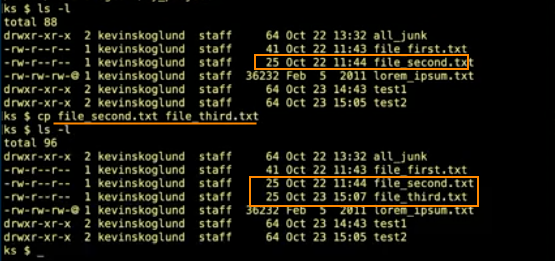 ks $ ls -l
total 88
drwxr-xr-x  2 kevinskoglund  staff     64 Oct 22 13:32 all_junk
-rw-r--r--  1 kevinskoglund  staff     41 Oct 22 11:43 file_first.txt
-rw-r--r--  1 kevinskoglund  staff     25 Oct 22 11:44 file_second.txt
-rw-rw-rw-@ 1 kevinskoglund  staff  36232 Feb  5  2011 lorem_ipsum.txt
drwxr-xr-x  2 kevinskoglund  staff     64 Oct 23 14:43 test1
drwxr-xr-x  2 kevinskoglund  staff     64 Oct 23 15:05 test2
ks $ cp file_second.txt file_third.txt
ks $ ls -l
total 96
drwxr-xr-x  2 kevinskoglund  staff     64 Oct 22 13:32 all_junk
-rw-r--r--  1 kevinskoglund  staff     41 Oct 22 11:43 file_first.txt
-rw-r--r--  1 kevinskoglund  staff     25 Oct 22 11:44 file_second.txt
-rw-r--r--  1 kevinskoglund  staff     25 Oct 23 15:07 file_third.txt
-rw-rw-rw-@ 1 kevinskoglund  staff  36232 Feb  5  2011 lorem_ipsum.txt
drwxr-xr-x  2 kevinskoglund  staff     64 Oct 23 14:43 test1
drwxr-xr-x  2 kevinskoglund  staff     64 Oct 23 15:05 test2
ks $ _